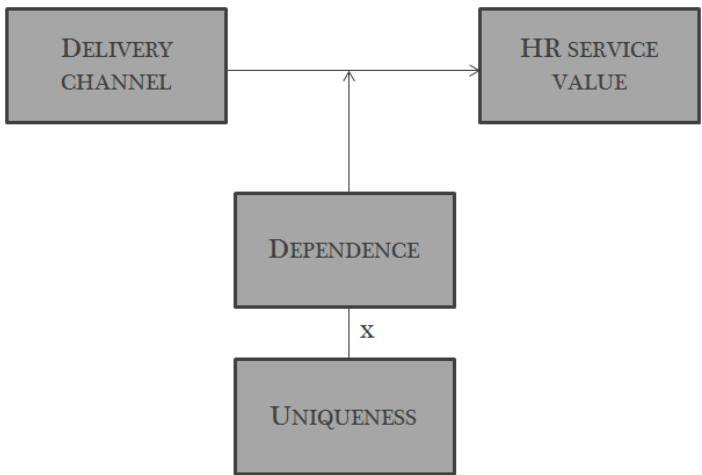 DELIVERY
CHANNEL
HR SERVICE
VALUE
DEPENDENCE
x
UNIQUENESS